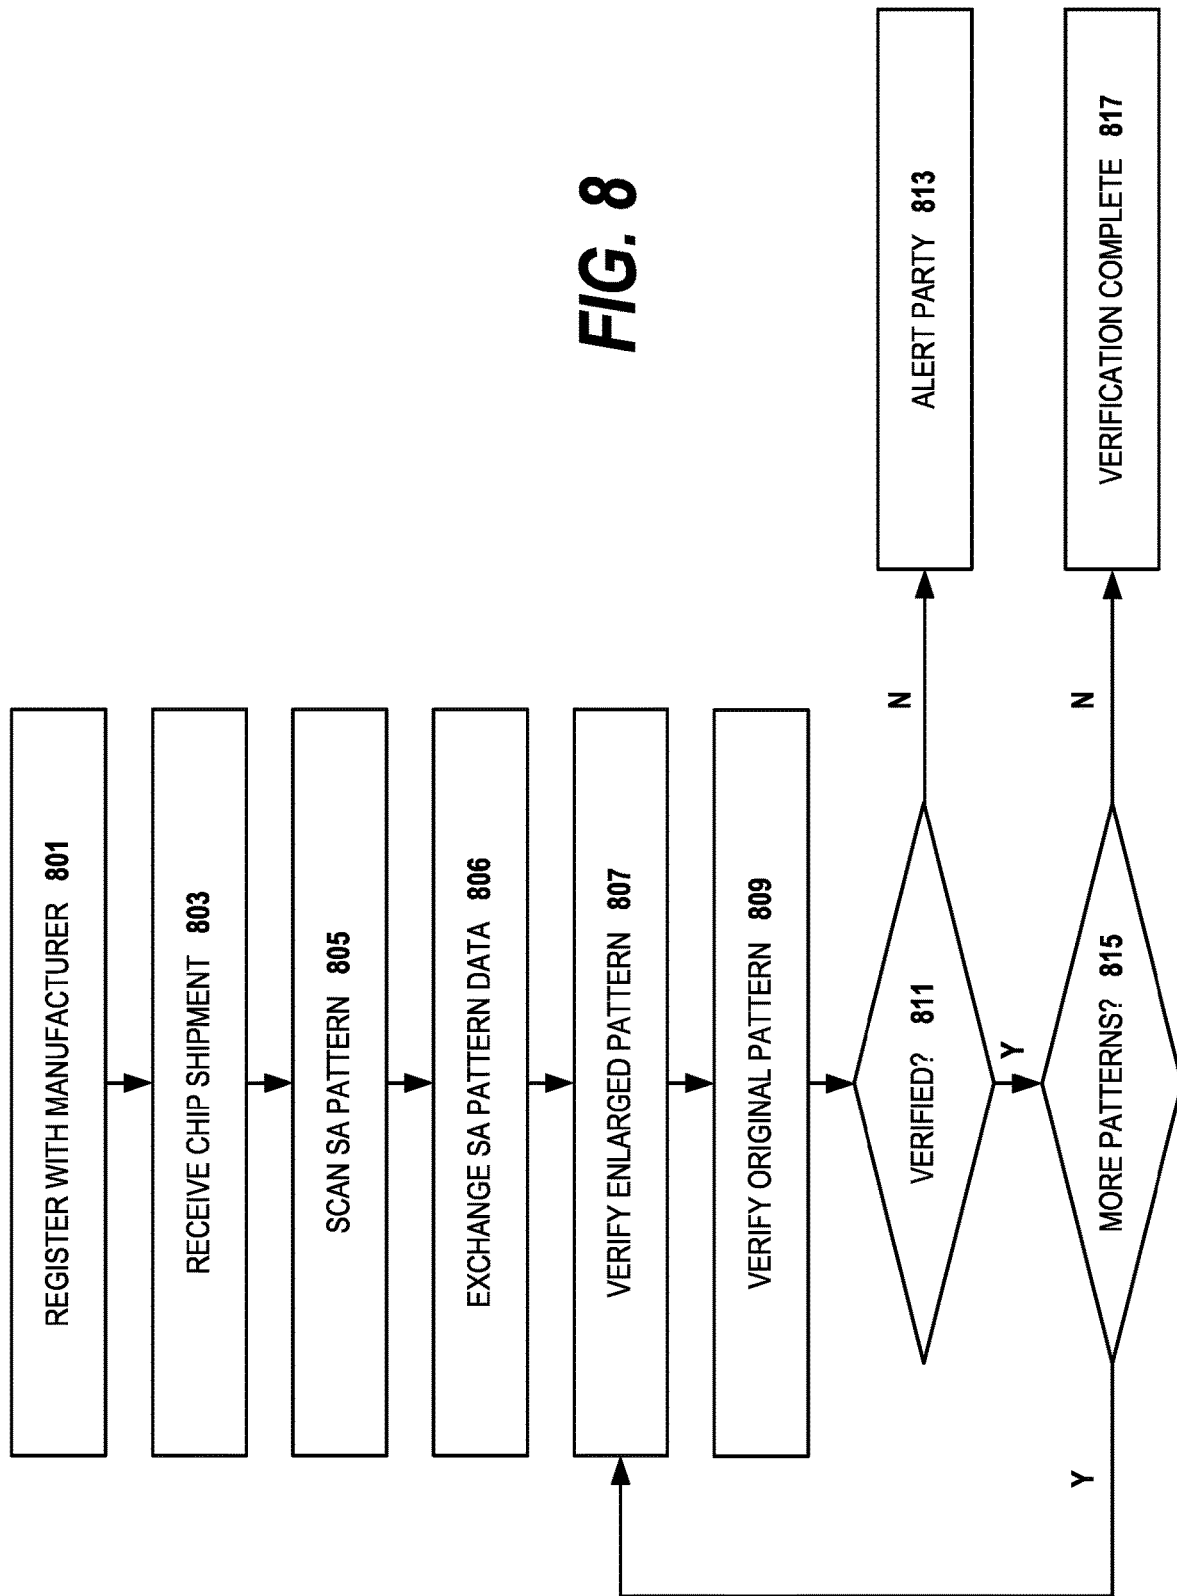 REGISTER WITH MANUFACTURER 801
RECEIVE CHIP SHIPMENT 803
SCAN SA PATTERN 805
EXCHANGE SA PATTERN DATA 806
VERIFY ENLARGED PATTERN 807
VERIFY ORIGINAL PATTERN 809
VERIFIED? 811
N
ALERT PARTY 813
Y
MORE PATTERNS? 815
N
VERIFICATION COMPLETE 817
Y
FIG. 8